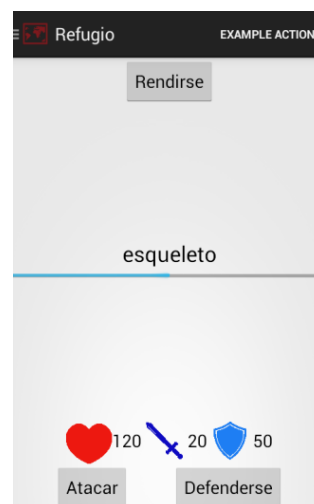 Refugio EXAMPLE ACTION
Rendirse
esqueleto
120 20 50
Atacar Defenderse